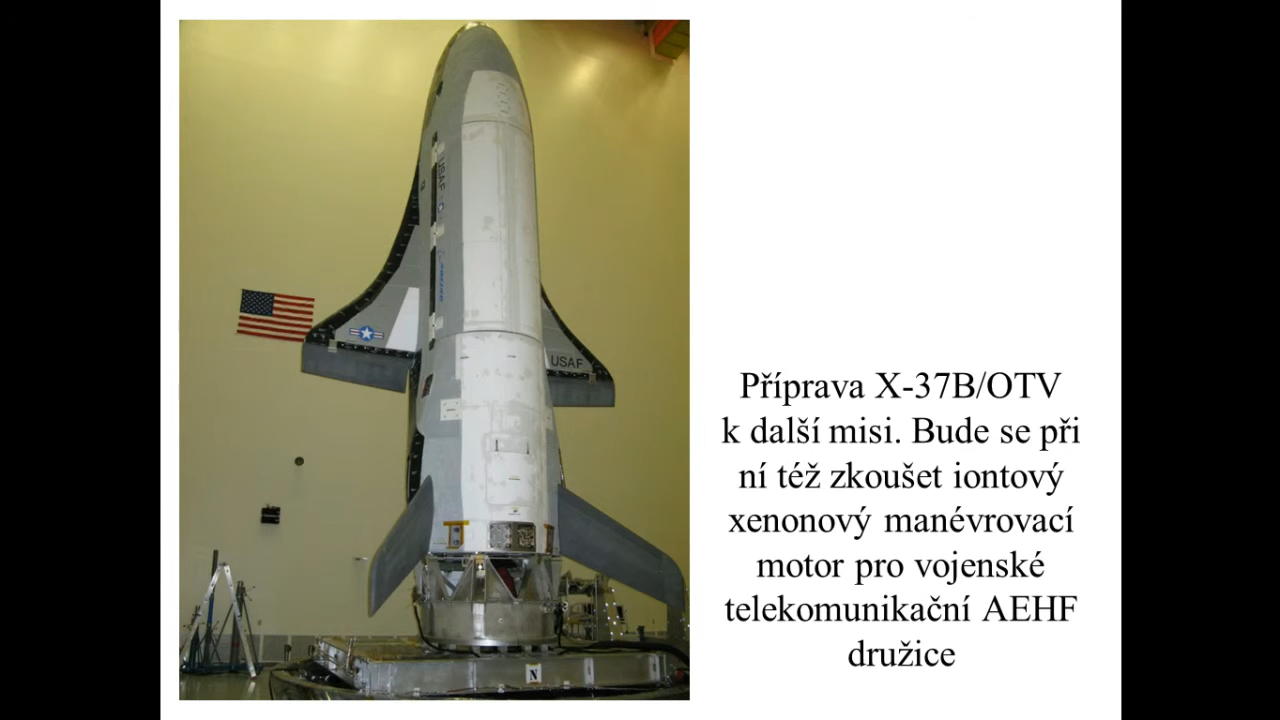 USAF
USAF
N
Příprava X-37B/OTV
k další misi. Bude se při
ní též zkoušet iontový
xenonový manévrovací
motor pro vojenské
telekomunikační AEHF
družice